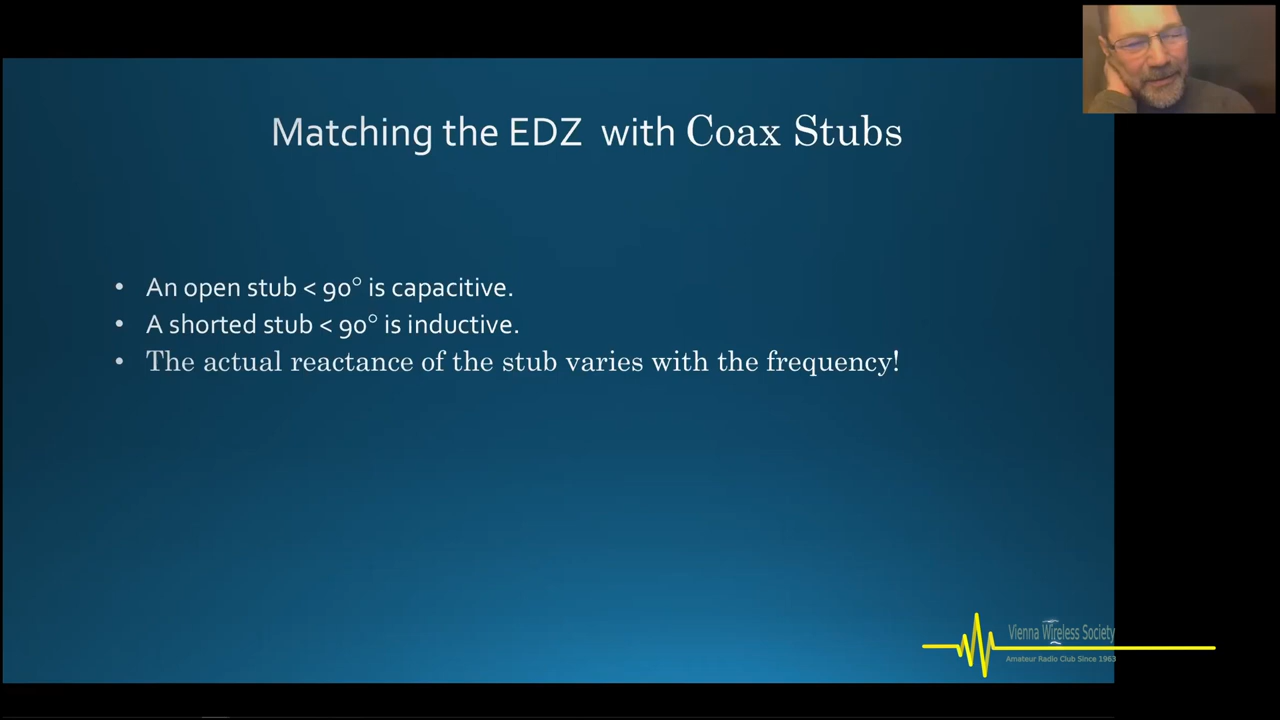 Matching the EDZ with Coax Stubs
• An open stub < 90° is capacitive.
• A shorted stub < 90° is inductive.
• The actual reactance of the stub varies with the frequency!
Vienna Wireless Society
Amateur Radio Club Since 1963